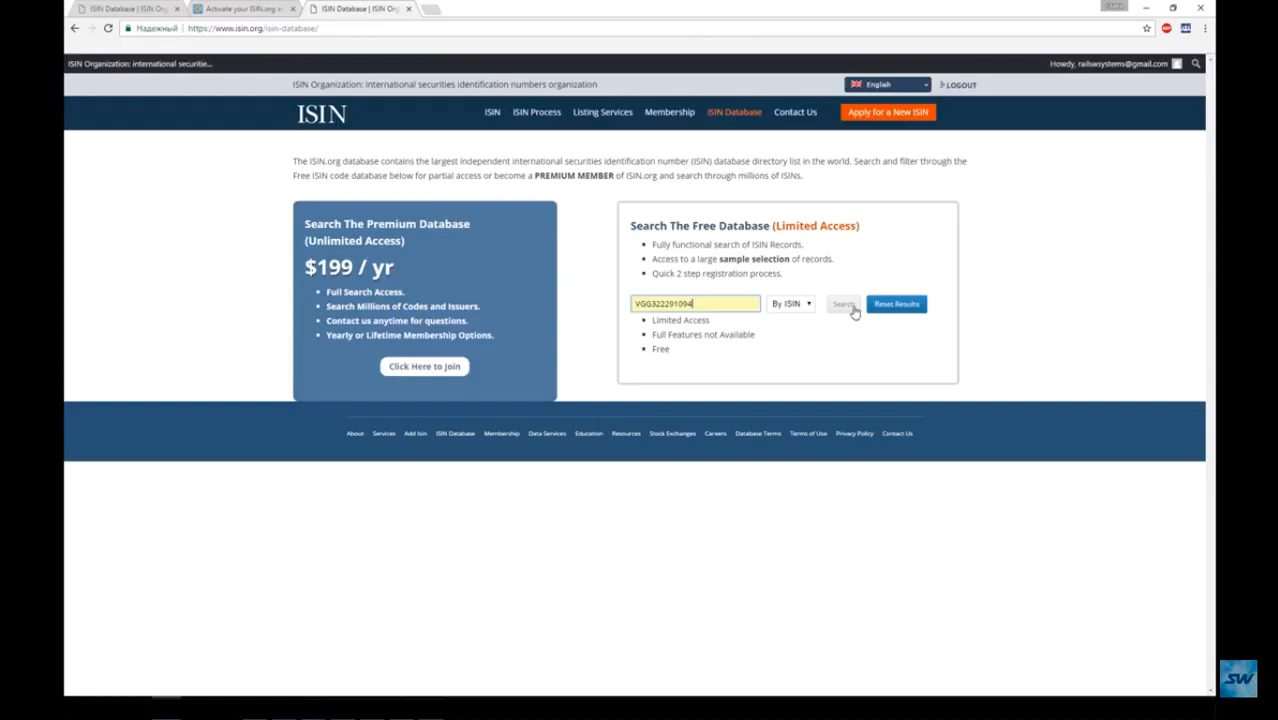 ISIN Database | ISIN Org
Activate your ISIN.org a
ISIN Database | ISIN Org
Надежный
https://www.isin.org/isin-database/
ISIN Organization: international securitie...
Howdy, railswsystems@gmail.com
ISIN Organization: international securities identification numbers organization
English
LOGOUT
ISIN
ISIN
ISIN Process
Listing Services
Membership
ISIN Database
Contact Us
Apply for a New ISIN
The ISIN.org database contains the largest independent international securities identification number (ISIN) database directory list in the world. Search and filter through the
Free ISIN code database below for partial access or become a PREMIUM MEMBER of ISIN.org and search through millions of ISINs.
Search The Premium Database
(Unlimited Access)
$199 / yr
Full Search Access.
Search Millions of Codes and Issuers.
Contact us anytime for questions.
Yearly or Lifetime Membership Options.
Click Here to Join
Search The Free Database (Limited Access)
Fully functional search of ISIN Records.
Access to a large sample selection of records.
Quick 2 step registration process.
VGG322291094
By ISIN
Search
Reset Results
Limited Access
Full Features not Available
Free
About
Services
Add Isin
ISIN Database
Membership
Data Services
Education
Resources
Stock Exchanges
Careers
Database Terms
Terms of Use
Privacy Policy
Contact Us
SW